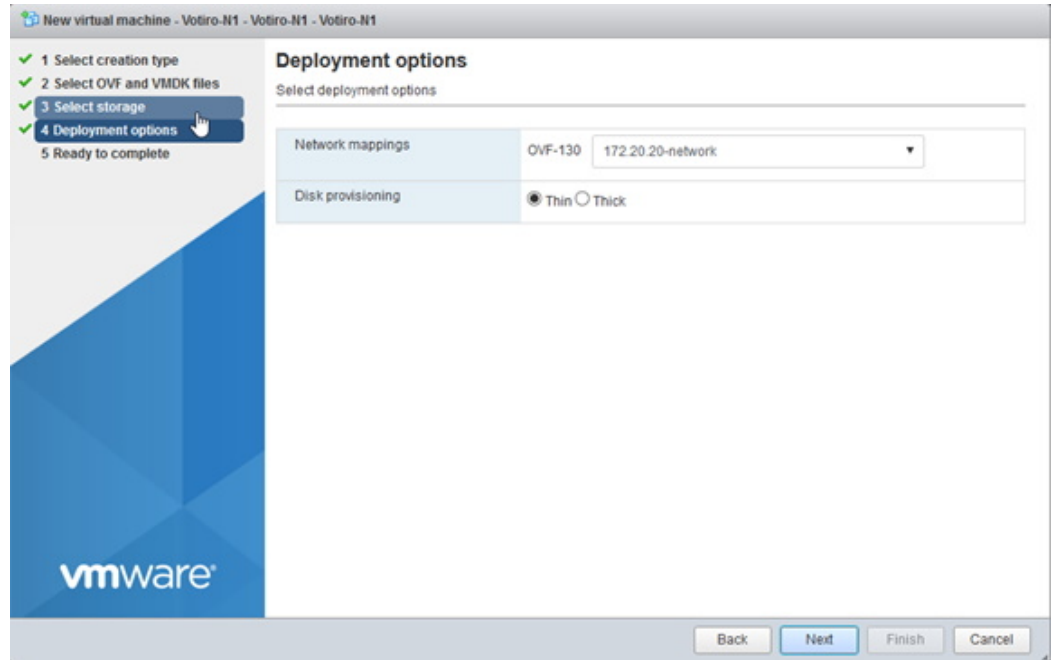 New virtual machine - Votiro-N1 - Votiro-N1 - Votiro-N1
1 Select creation type
2 Select OVF and VMDK files
3 Select storage
4 Deployment options
5 Ready to complete
Deployment options
Select deployment options
Network mappings
OVF-130 172.20.20-network
Disk provisioning
Thin Thick
vmware®
Back Next Finish Cancel